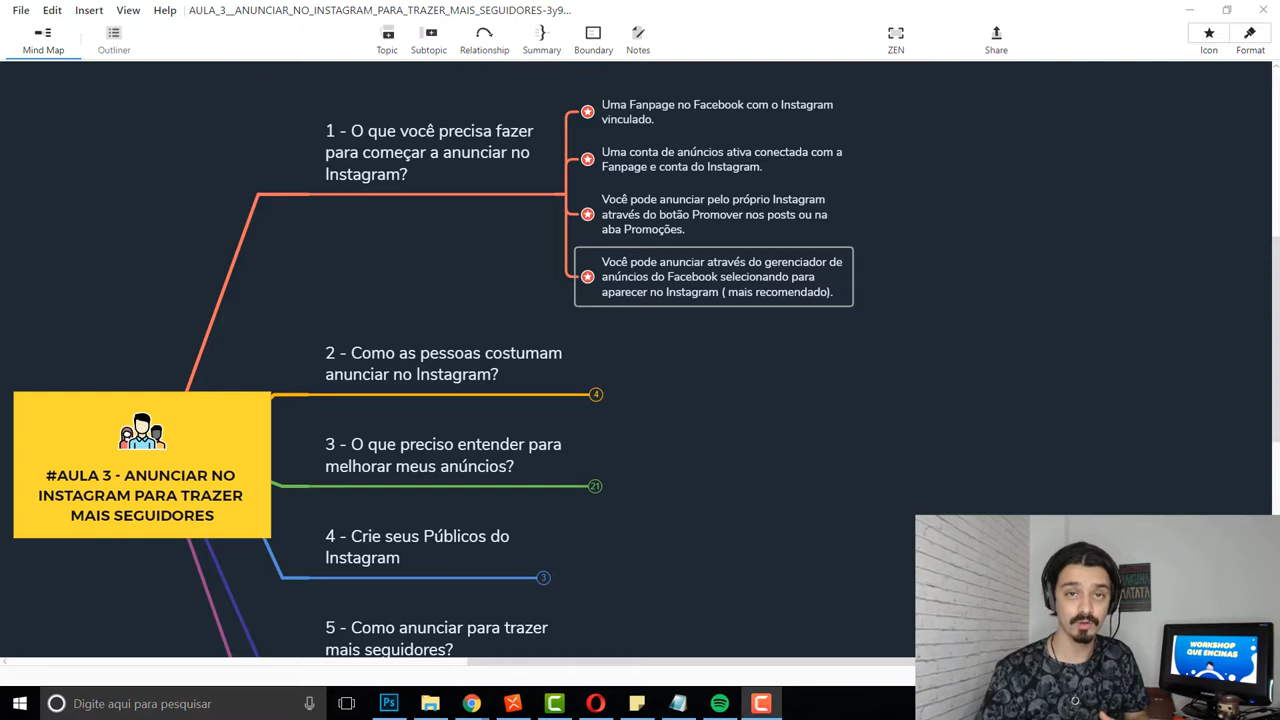 File Edit Insert View Help AULA_3__ANUNCIAR_NO_INSTAGRAM_PARA_TRAZER_MAIS_SEGUIDORES-3y9...
Mind Map Outliner Topic Subtopic Relationship Summary Boundary Notes ZEN Share Icon Format
1 - O que você precisa fazer
para começar a anunciar no
Instagram?
Uma Fanpage no Facebook com o Instagram
vinculado.
Uma conta de anúncios ativa conectada com a
Fanpage e conta do Instagram.
Você pode anunciar pelo próprio Instagram
através do botão Promover nos posts ou na
aba Promoções.
Você pode anunciar através do gerenciador de
anúncios do Facebook selecionando para
aparecer no Instagram ( mais recomendado).
2 - Como as pessoas costumam
anunciar no Instagram?
4
3 - O que preciso entender para
melhorar meus anúncios?
21
4 - Crie seus Públicos do
Instagram
3
5 - Como anunciar para trazer
mais seguidores?
#AULA 3 - ANUNCIAR NO
INSTAGRAM PARA TRAZER
MAIS SEGUIDORES
HAKUNA
MATATA
WORKSHOP
QUE ENCINAS
Digite aqui para pesquisar
Ps